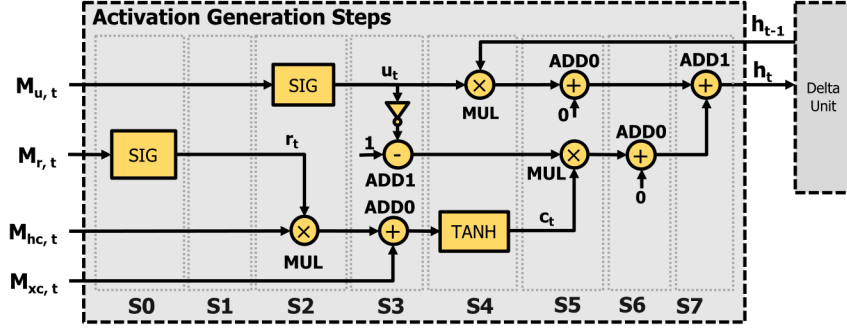 Activation Generation Steps
h_t-1
ADD0
ADD1
M_u, t
SIG
u_t
×
+
+
h_t
Delta
Unit
MUL
0
ADD0
M_r, t
SIG
r_t
1
-
MUL
×
+
ADD1
0
ADD0
M_hc, t
×
+
TANH
c_t
MUL
M_xc, t
S0 S1 S2 S3 S4 S5 S6 S7